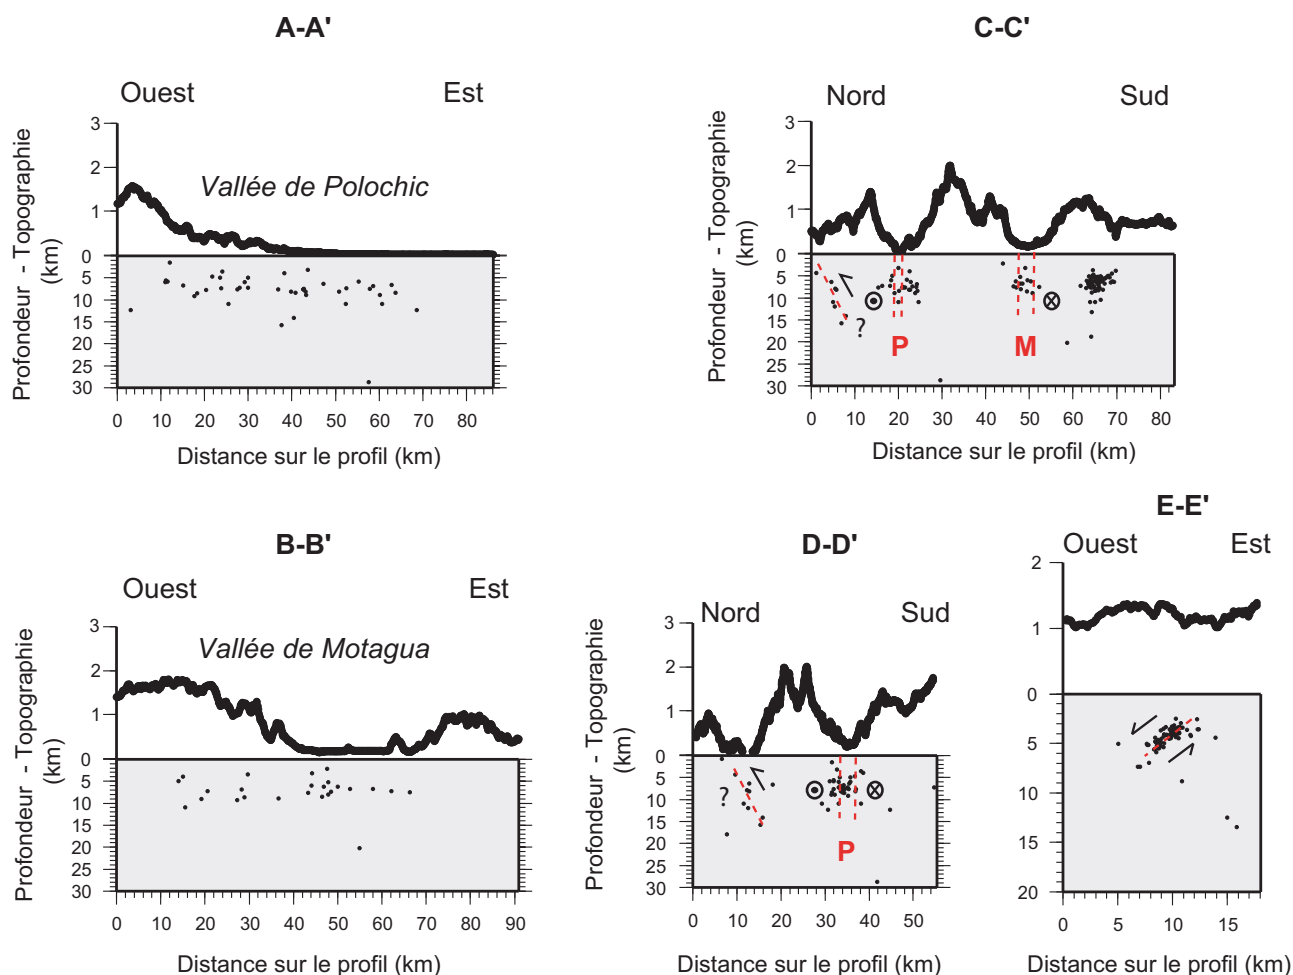 A-A'
Ouest
Est
Vallée de Polochic
Profondeur - Topographie
(km)
3
2
1
0
5
10
15
20
25
30
0 10 20 30 40 50 60 70 80
Distance sur le profil (km)
C-C'
Nord
Sud
Profondeur - Topographie
(km)
3
2
1
0
5
10
15
20
25
30
?
P
M
0 10 20 30 40 50 60 70 80
Distance sur le profil (km)
B-B'
Ouest
Est
Vallée de Motagua
Profondeur - Topographie
(km)
3
2
1
0
5
10
15
20
25
30
0 10 20 30 40 50 60 70 80 90
Distance sur le profil (km)
D-D'
Nord
Sud
Profondeur - Topographie
(km)
3
2
1
0
5
10
15
20
25
30
?
P
0 10 20 30 40 50
Distance sur le profil (km)
E-E'
Ouest
Est
2
1
0
5
10
15
20
0 5 10 15
Distance sur le profil (km)